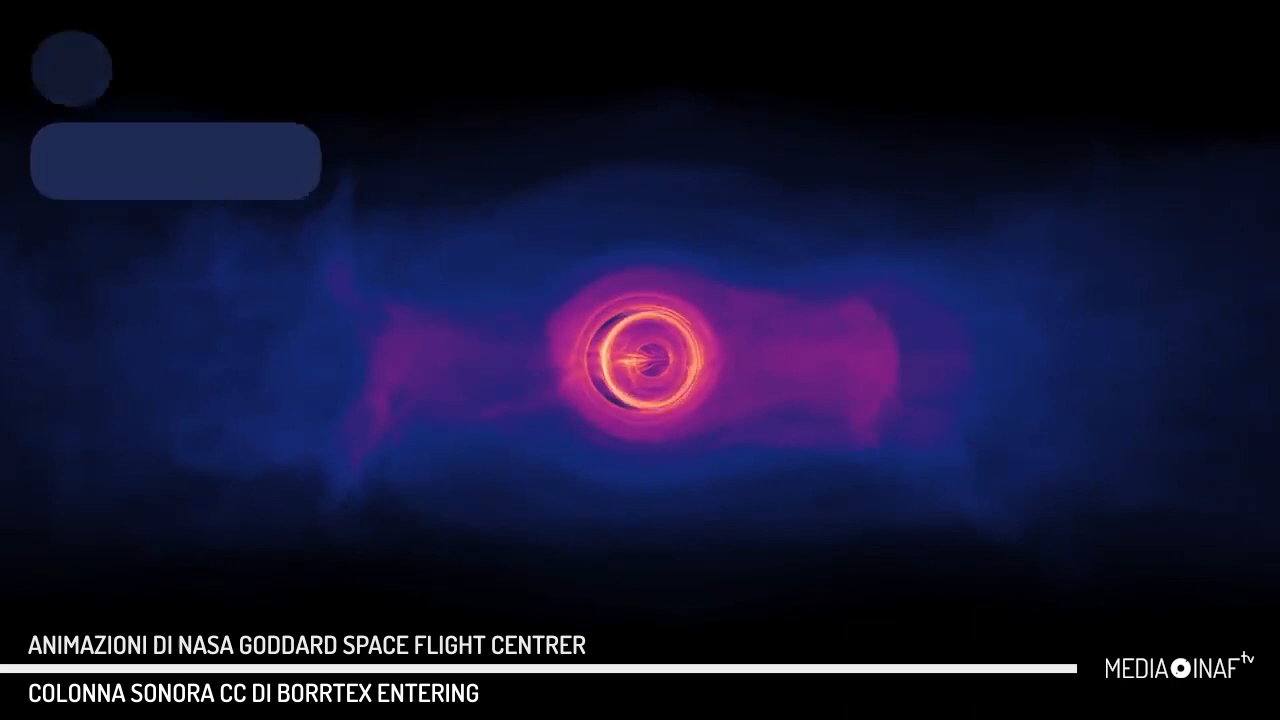 ANIMAZIONI DI NASA GODDARD SPACE FLIGHT CENTRER
MEDIA INAF tv
COLONNA SONORA CC DI BORRTEX ENTERING